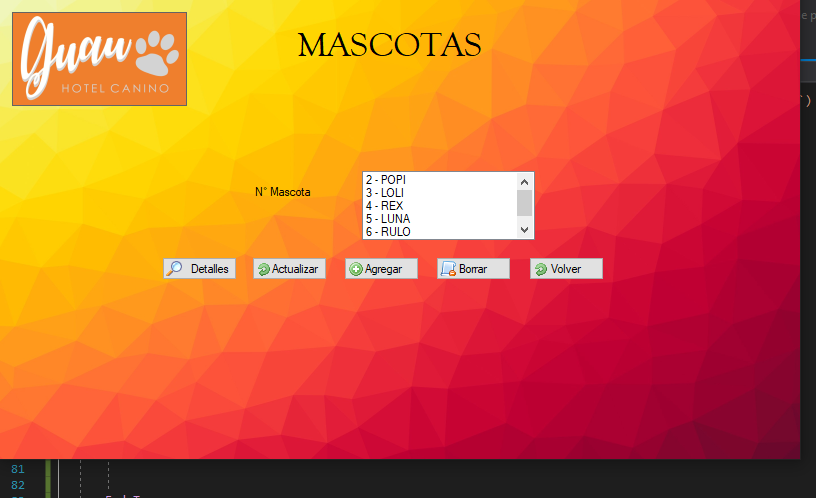 Guau
HOTEL CANINO
MASCOTAS
N° Mascota
2 - POPI
3 - LOLI
4 - REX
5 - LUNA
6 - RULO
Detalles
Actualizar
Agregar
Borrar
Volver
81
82